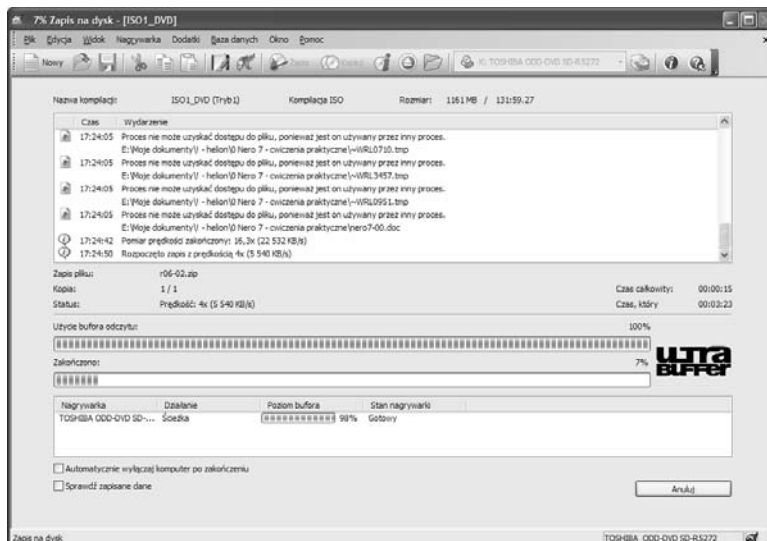 7% Zapis na dysk - [ISO1_DVD]
Plik Edycja Widok Nagrywarka Dodatki Baza danych Okno Pomoc
Nowy Zapis Kopiuj K: TOSHIBA ODD-DVD SD-R5272
Nazwa kompilacji: ISO1_DVD (Tryb1) Kompilacja ISO Rozmiar: 1161 MB / 131:59.27
Czas Wydarzenie
17:24:05 Proces nie może uzyskać dostępu do pliku, ponieważ jest on używany przez inny proces.
E:\Moje dokumenty\! - helion\0 Nero 7 - cwiczenia praktyczne\~WRL0710.tmp
17:24:05 Proces nie może uzyskać dostępu do pliku, ponieważ jest on używany przez inny proces.
E:\Moje dokumenty\! - helion\0 Nero 7 - cwiczenia praktyczne\~WRL3457.tmp
17:24:05 Proces nie może uzyskać dostępu do pliku, ponieważ jest on używany przez inny proces.
E:\Moje dokumenty\! - helion\0 Nero 7 - cwiczenia praktyczne\~WRL0951.tmp
17:24:05 Proces nie może uzyskać dostępu do pliku, ponieważ jest on używany przez inny proces.
E:\Moje dokumenty\! - helion\0 Nero 7 - cwiczenia praktyczne\nero7-00.doc
17:24:42 Pomiar prędkości zakończony: 16,3x (22 532 KB/s)
17:24:50 Rozpoczęto zapis z prędkością 4x (5 540 KB/s)
Zapis pliku: r06-02.zip
Kopia: 1 / 1 Czas całkowity: 00:00:15
Status: Prędkość: 4x (5 540 KB/s) Czas, który 00:03:23
Użycie bufora odczytu: 100%
Zakończono: 7%
ULTRA BUFFER
Nagrywarka Działanie Poziom bufora Stan nagrywarki
TOSHIBA ODD-DVD SD-... Ścieżka 98% Gotowy
Automatycznie wyłączaj komputer po zakończeniu
Sprawdź zapisane dane
Anuluj
Zapis na dysk TOSHIBA ODD-DVD SD-R5272